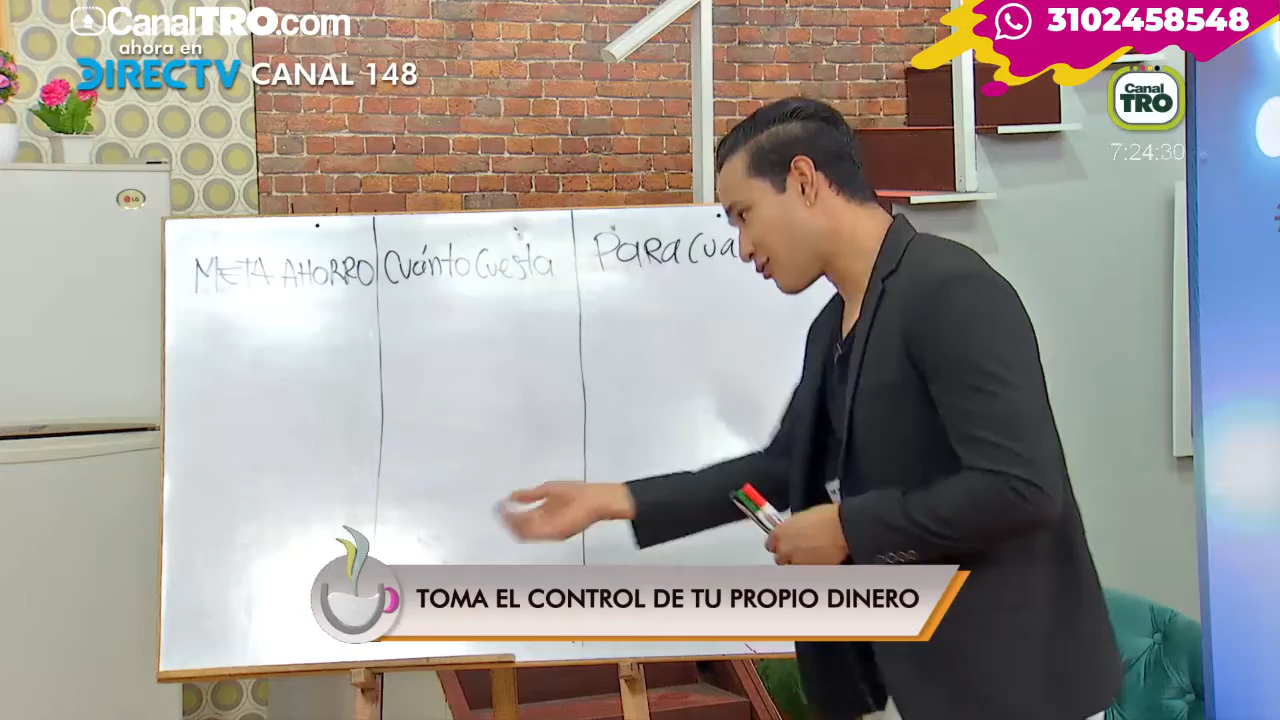 CanalTRO.com
ahora en
DIRECTV CANAL 148
3102458548
Canal
TRO
7:24:30
LG
META AHORRO
Cuánto Cuesta
PARA CUA
TOMA EL CONTROL DE TU PROPIO DINERO